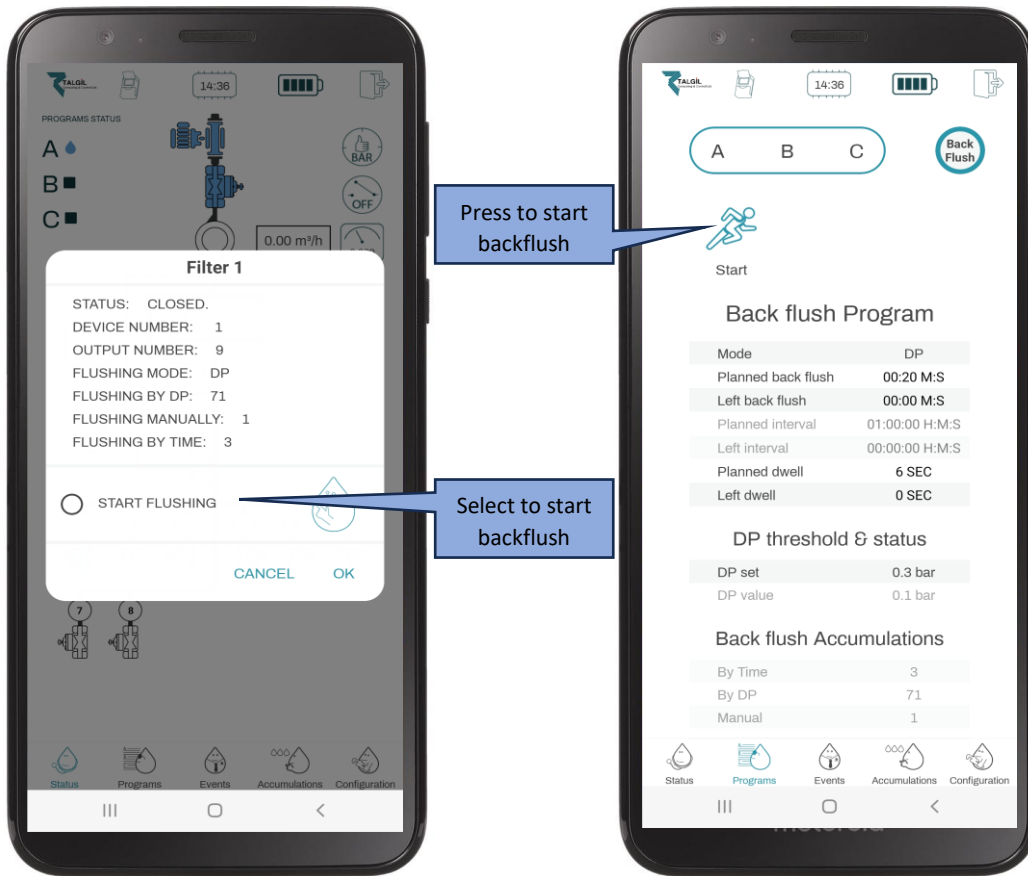 TALGIL
14:36
PROGRAMS STATUS
A
B
C
BAR
OFF
0.00 m³/h
Filter 1
STATUS: CLOSED.
DEVICE NUMBER: 1
OUTPUT NUMBER: 9
FLUSHING MODE: DP
FLUSHING BY DP: 71
FLUSHING MANUALLY: 1
FLUSHING BY TIME: 3
START FLUSHING
CANCEL OK
7 8
Status Programs Events Accumulations Configuration
Press to start
backflush
Select to start
backflush
TALGIL
14:36
A B C
Back
Flush
Start
Back flush Program
Mode DP
Planned back flush 00:20 M:S
Left back flush 00:00 M:S
Planned interval 01:00:00 H:M:S
Left interval 00:00:00 H:M:S
Planned dwell 6 SEC
Left dwell 0 SEC
DP threshold & status
DP set 0.3 bar
DP value 0.1 bar
Back flush Accumulations
By Time 3
By DP 71
Manual 1
Status Programs Events Accumulations Configuration
motorola